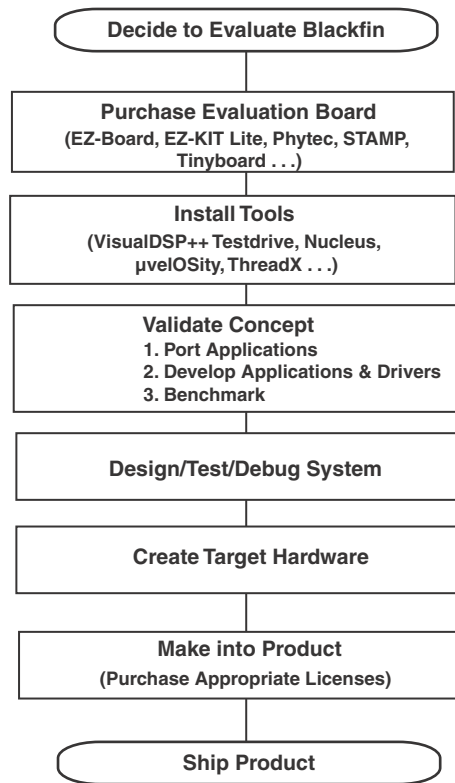 Decide to Evaluate Blackfin
Purchase Evaluation Board
(EZ-Board, EZ-KIT Lite, Phytec, STAMP,
Tinyboard . . .)
Install Tools
(VisualDSP++ Testdrive, Nucleus,
µvelOSity, ThreadX . . .)
Validate Concept
1. Port Applications
2. Develop Applications & Drivers
3. Benchmark
Design/Test/Debug System
Create Target Hardware
Make into Product
(Purchase Appropriate Licenses)
Ship Product